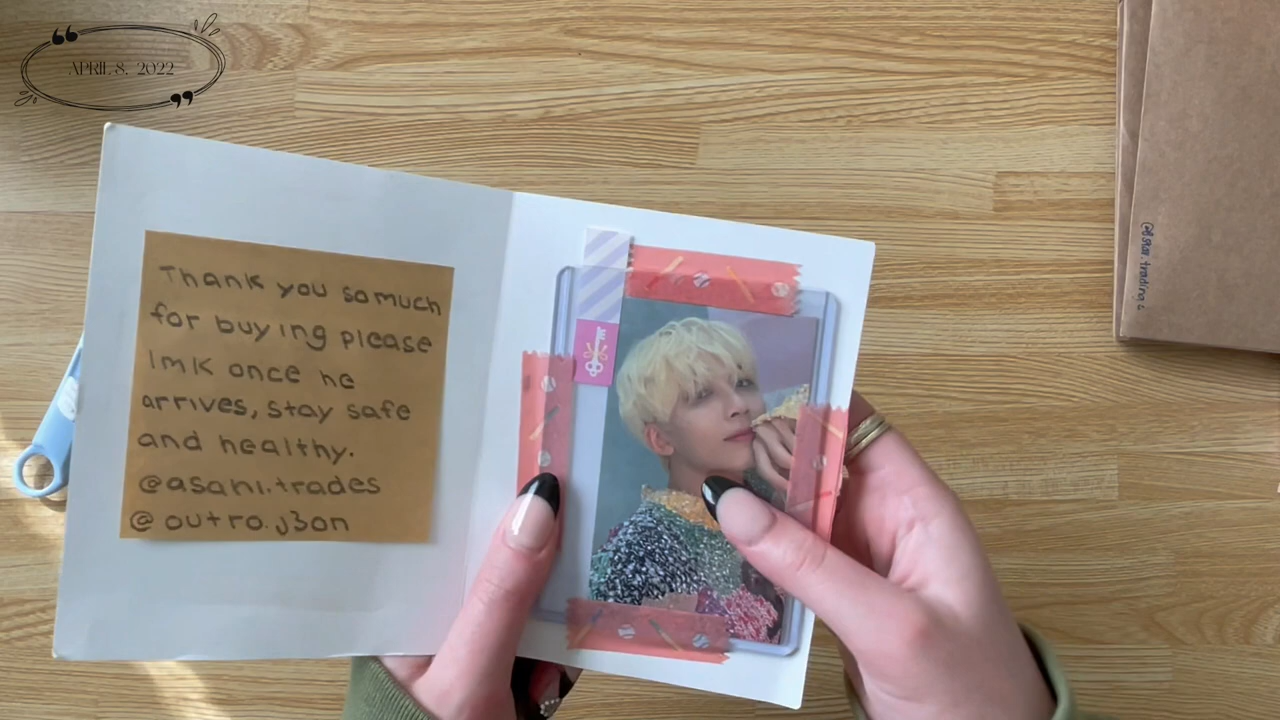 APRIL 8, 2022
Thank you so much
for buying please
lmk once he
arrives, stay safe
and healthy.
@asahi.trades
@outro.j3on